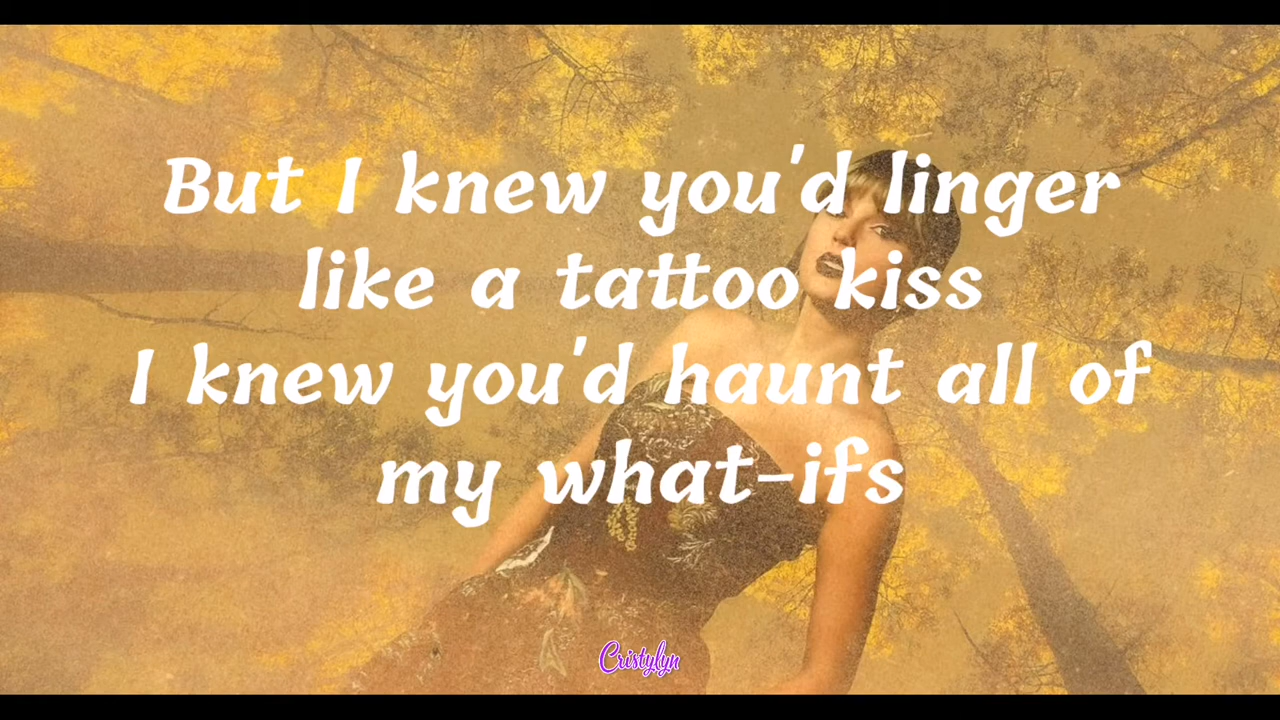 But I knew you'd linger
like a tattoo kiss
I knew you'd haunt all of
my what-ifs
Cristylyn